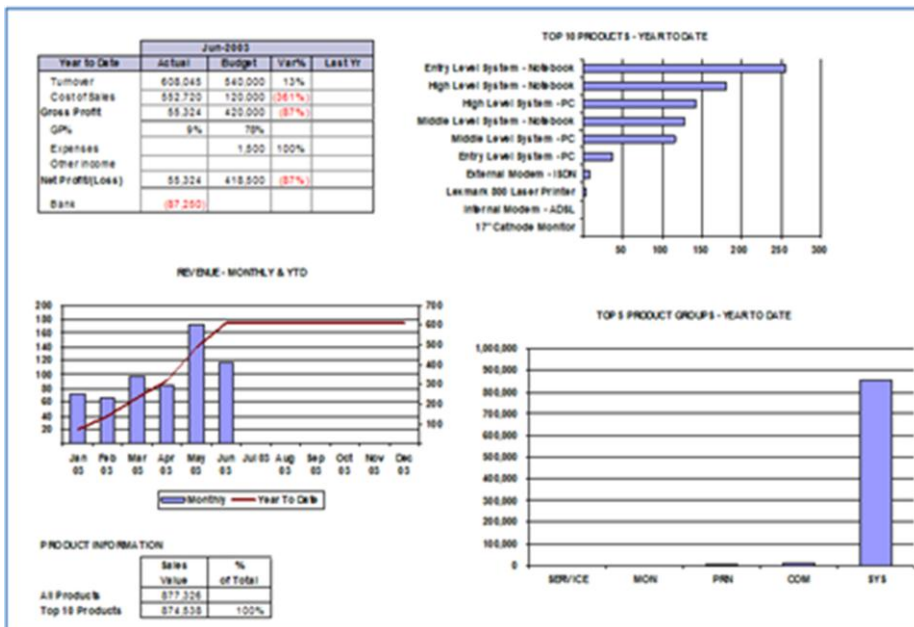 Jun-2003
Year to Date Actual Budget Var% Last Yr
Turnover 608,045 540,000 13%
Cost of Sales 552,720 120,000 (361%)
Gross Profit 55,324 420,000 (87%)
GP% 9% 78%
Expenses 1,500 100%
Other Income
Net Profit/(Loss) 55,324 418,500 (87%)
Bank (87,250)
TOP 10 PRODUCTS - YEAR TO DATE
Entry Level System - Notebook
High Level System - Notebook
High Level System - PC
Middle Level System - Notebook
Middle Level System - PC
Entry Level System - PC
External Modem - ISDN
Lexmark 800 Laser Printer
Internal Modem - ADSL
17" Cathode Monitor
50 100 150 200 250 300
REVENUE - MONTHLY & YTD
200 700
180 600
160 500
140 400
120 300
100 200
80 100
60
40
20
Jan 03 Feb 03 Mar 03 Apr 03 May 03 Jun 03 Jul 03 Aug 03 Sep 03 Oct 03 Nov 03 Dec 03
Monthly Year To Date
TOP 5 PRODUCT GROUPS - YEAR TO DATE
1,000,000
900,000
800,000
700,000
600,000
500,000
400,000
300,000
200,000
100,000
0
SERVICE MON PRN COM SYS
PRODUCT INFORMATION
Sales Value % of Total
All Products 877,326
Top 10 Products 874,538 100%